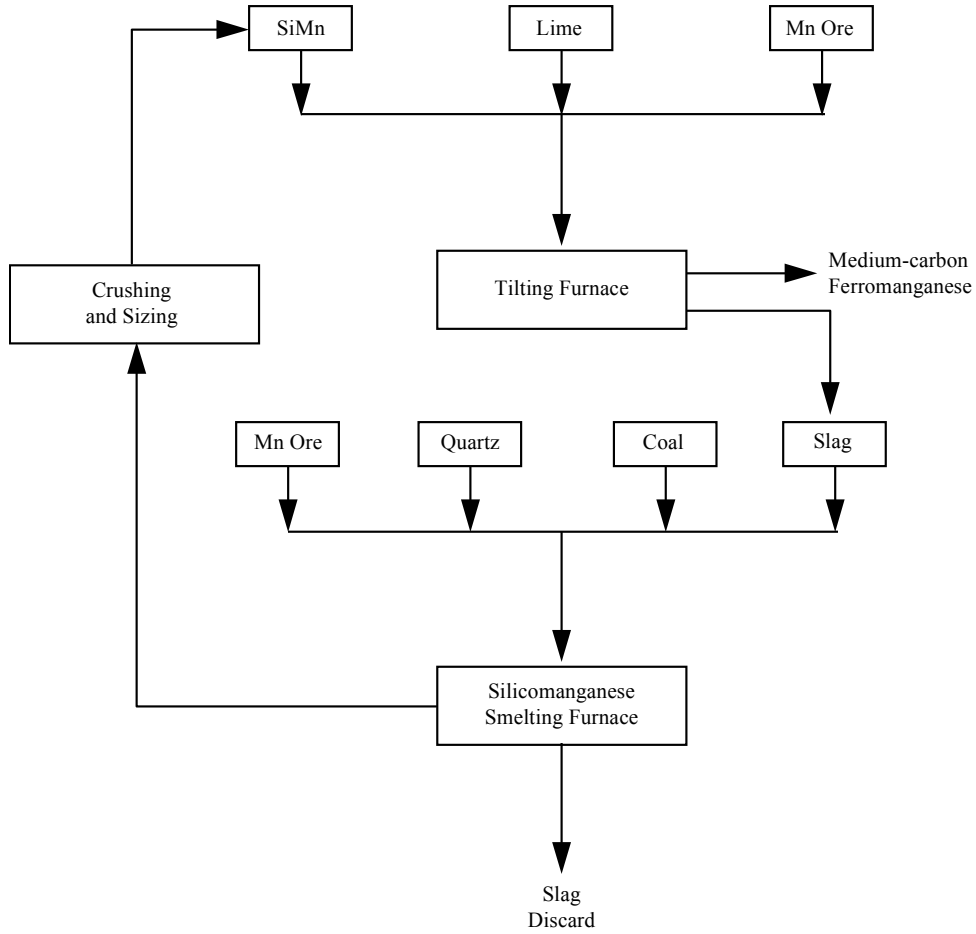 SiMn
Lime
Mn Ore
Crushing
and Sizing
Tilting Furnace
Medium-carbon
Ferromanganese
Mn Ore
Quartz
Coal
Slag
Silicomanganese
Smelting Furnace
Slag
Discard